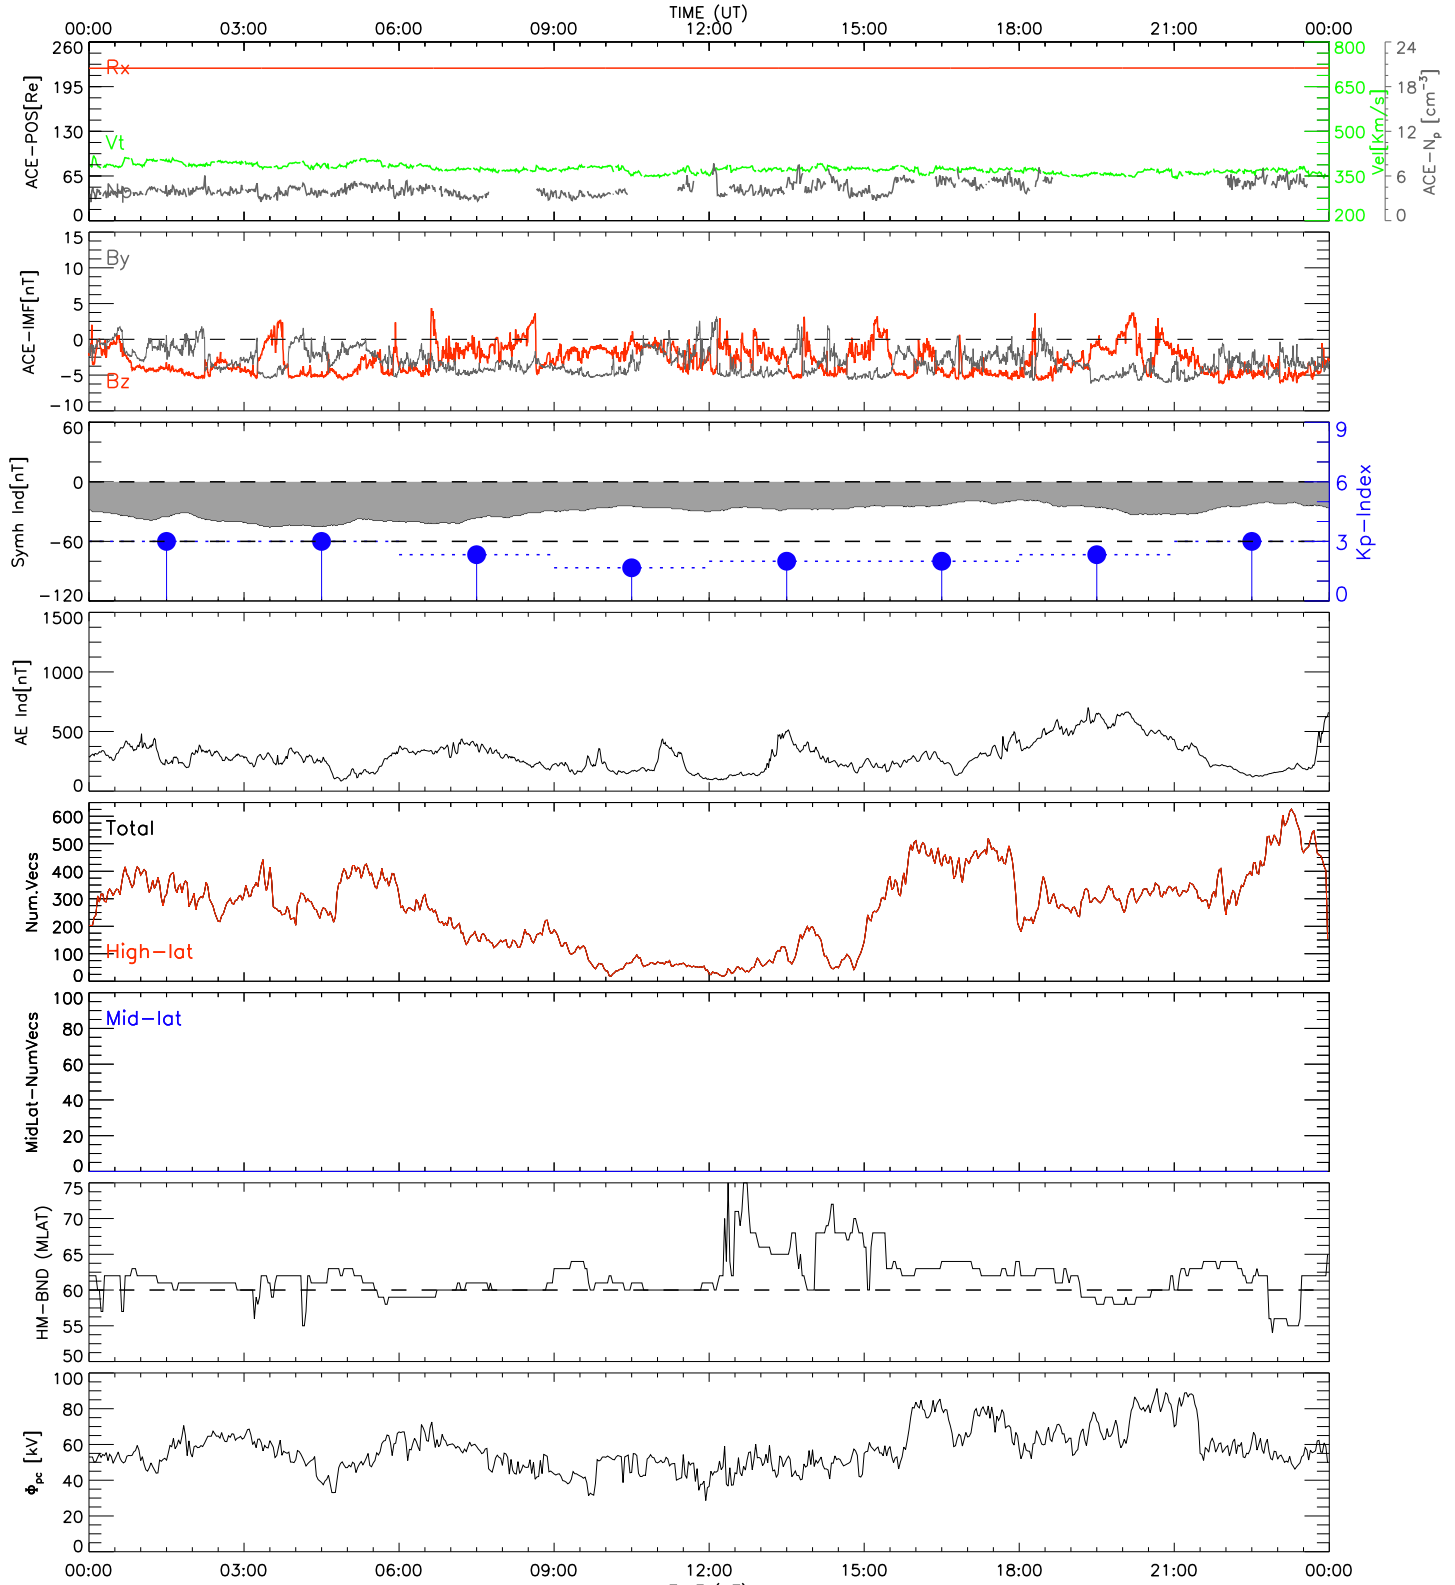 TIME (UT)
00:00 03:00 06:00 09:00 12:00 15:00 18:00 21:00 00:00
ACE-POS[Re]
260
195
130
65
0
Rx
Vt
800
650
500
350
200
Vel[Km/s]
24
18
12
6
0
ACE-Np [cm⁻³]
ACE-IMF[nT]
15
10
5
0
-5
-10
By
Bz
Symh Ind[nT]
60
0
-60
-120
9
6
3
0
Kp-Index
AE Ind[nT]
1500
1000
500
0
Num.Vecs
600
500
400
300
200
100
0
Total
High-lat
MidLat-NumVecs
100
80
60
40
20
0
Mid-lat
HM-BND (MLAT)
75
70
65
60
55
50
Φpc [kV]
100
80
60
40
20
0
00:00 03:00 06:00 09:00 12:00 15:00 18:00 21:00 00:00